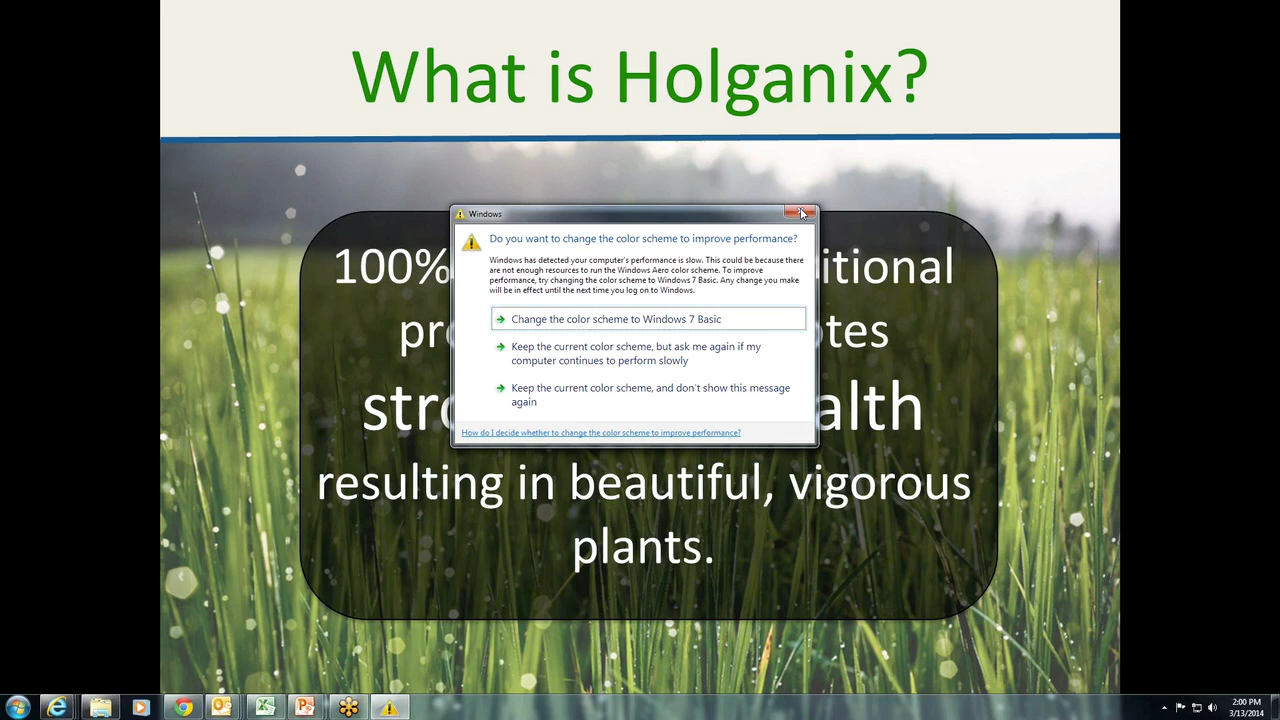 What is Holganix?
Windows
Do you want to change the color scheme to improve performance?
Windows has detected your computer's performance is slow. This could be because there
are not enough resources to run the Windows Aero color scheme. To improve
performance, try changing the color scheme to Windows 7 Basic. Any change you make
will be in effect until the next time you log on to Windows.
Change the color scheme to Windows 7 Basic
Keep the current color scheme, but ask me again if my
computer continues to perform slowly
Keep the current color scheme, and don't show this message
again
How do I decide whether to change the color scheme to improve performance?
100%
resulting in beautiful, vigorous
plants.
2:00 PM
3/13/2014